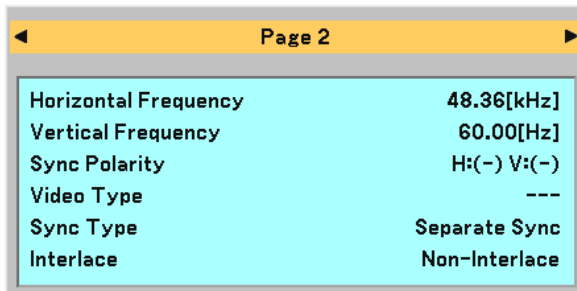 Page 2
Horizontal Frequency 48.36[kHz]
Vertical Frequency 60.00[Hz]
Sync Polarity H:(-) V:(-)
Video Type ---
Sync Type Separate Sync
Interlace Non-Interlace